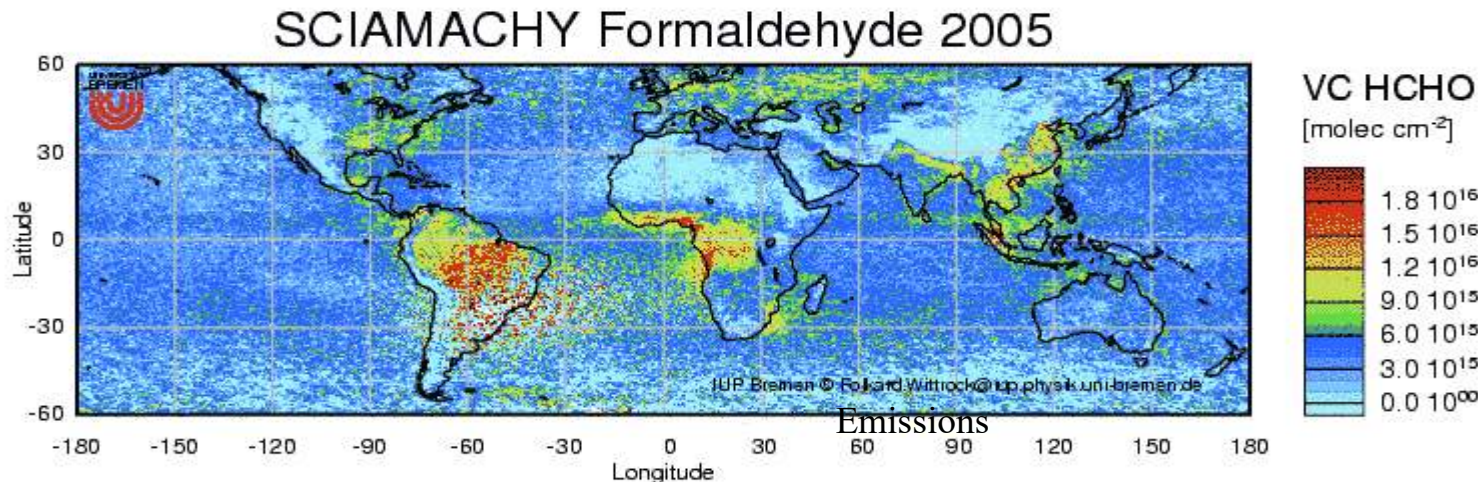 SCIAMACHY Formaldehyde 2005
60
30
0
-30
-60
Latitude
UNIVERSITÄT
BREMEN
IUP Bremen © Folkard.Wittrock@iup.physik.uni-bremen.de
Emissions
-180 -150 -120 -90 -60 -30 0 30 60 90 120 150 180
Longitude
VC HCHO
[molec cm⁻²]
1.8 10¹⁶
1.5 10¹⁶
1.2 10¹⁶
9.0 10¹⁵
6.0 10¹⁵
3.0 10¹⁵
0.0 10⁰⁰